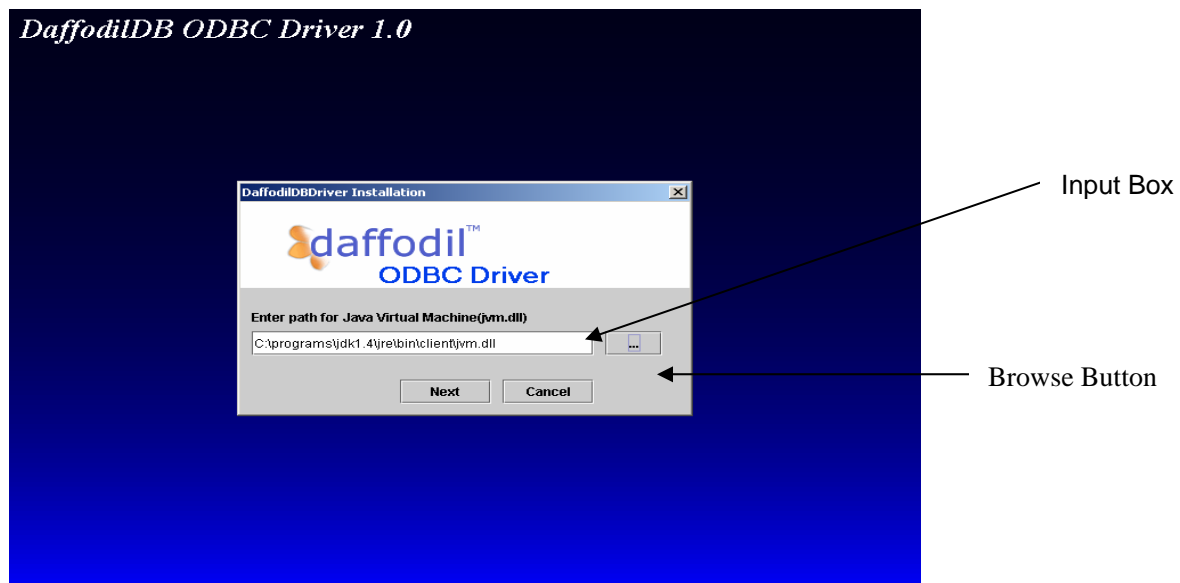 DaffodilDB ODBC Driver 1.0
DaffodilDBDriver Installation
daffodil™
ODBC Driver
Input Box
Enter path for Java Virtual Machine(jvm.dll)
C:\programs\jdk1.4\jre\bin\client\jvm.dll
...
Browse Button
Next Cancel